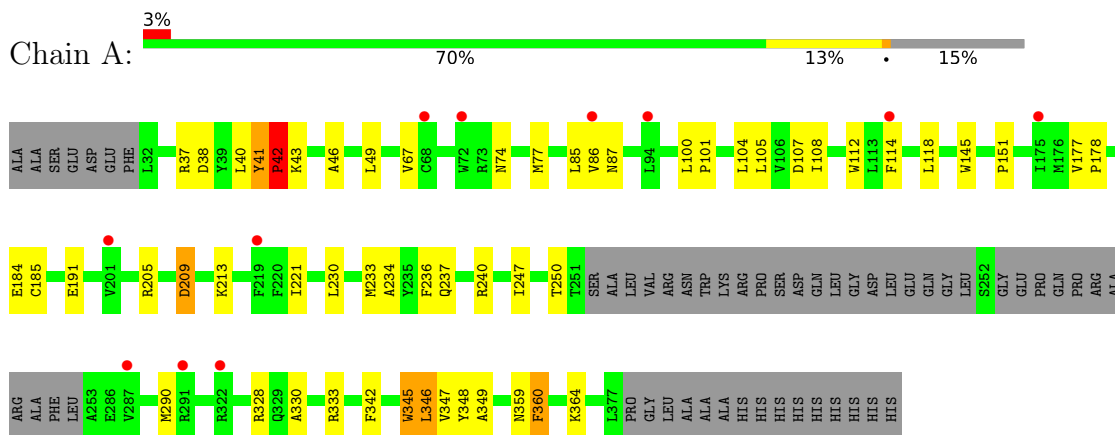 3%
Chain A:
70% 13% • 15%
ALA ALA SER GLU ASP GLU PHE L32 R37 D38 Y39 L40 Y41 P42 K43 A46 L49 V67 C68 W72 R73 N74 M77 L85 V86 N87 L94 L100 P101 L104 L105 V106 D107 I108 W112 L113 F114 L118 W145 P151 I175 M176 V177 P178
E184 C185 E191 V201 R205 D209 K213 F219 F220 I221 L230 M233 A234 Y235 F236 Q237 R240 I247 T250 T251 SER ALA LEU VAL ARG ASN TRP LYS ARG PRO SER ASP GLN LEU GLY ASP LEU GLU GLN GLY LEU S252 GLY GLU PRO GLN PRO ARG ALA
ARG ALA PHE LEU A253 E286 V287 M290 R291 R322 R328 Q329 A330 R333 F342 W345 L346 V347 Y348 A349 N359 F360 K364 L377 PRO GLY LEU ALA ALA ALA HIS HIS HIS HIS HIS HIS HIS HIS HIS HIS